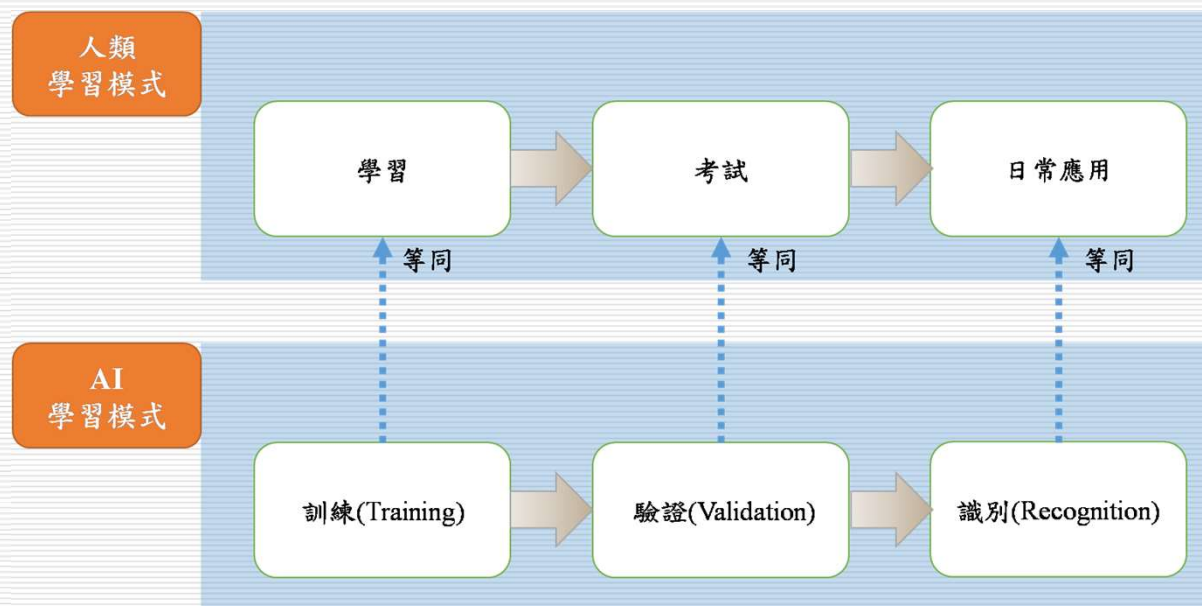 人類
學習模式
學習
考試
日常應用
等同
等同
等同
AI
學習模式
訓練(Training)
驗證(Validation)
識別(Recognition)